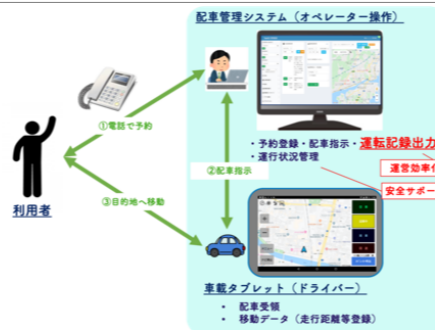 配車管理システム（オペレーター操作）
①電話で予約
・予約登録・配車指示・運転記録出力
・運行状況管理
運営効率化
②配車指示
安全サポー
利用者
③目的地へ移動
車載タブレット（ドライバー）
• 配車受領
• 移動データ（走行距離等登録）